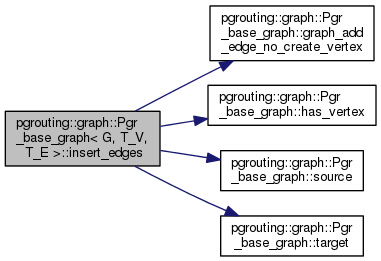 pgrouting::graph::Pgr
_base_graph< G, T_V,
T_E >::insert_edges
pgrouting::graph::Pgr
_base_graph::graph_add
_edge_no_create_vertex
pgrouting::graph::Pgr
_base_graph::has_vertex
pgrouting::graph::Pgr
_base_graph::source
pgrouting::graph::Pgr
_base_graph::target